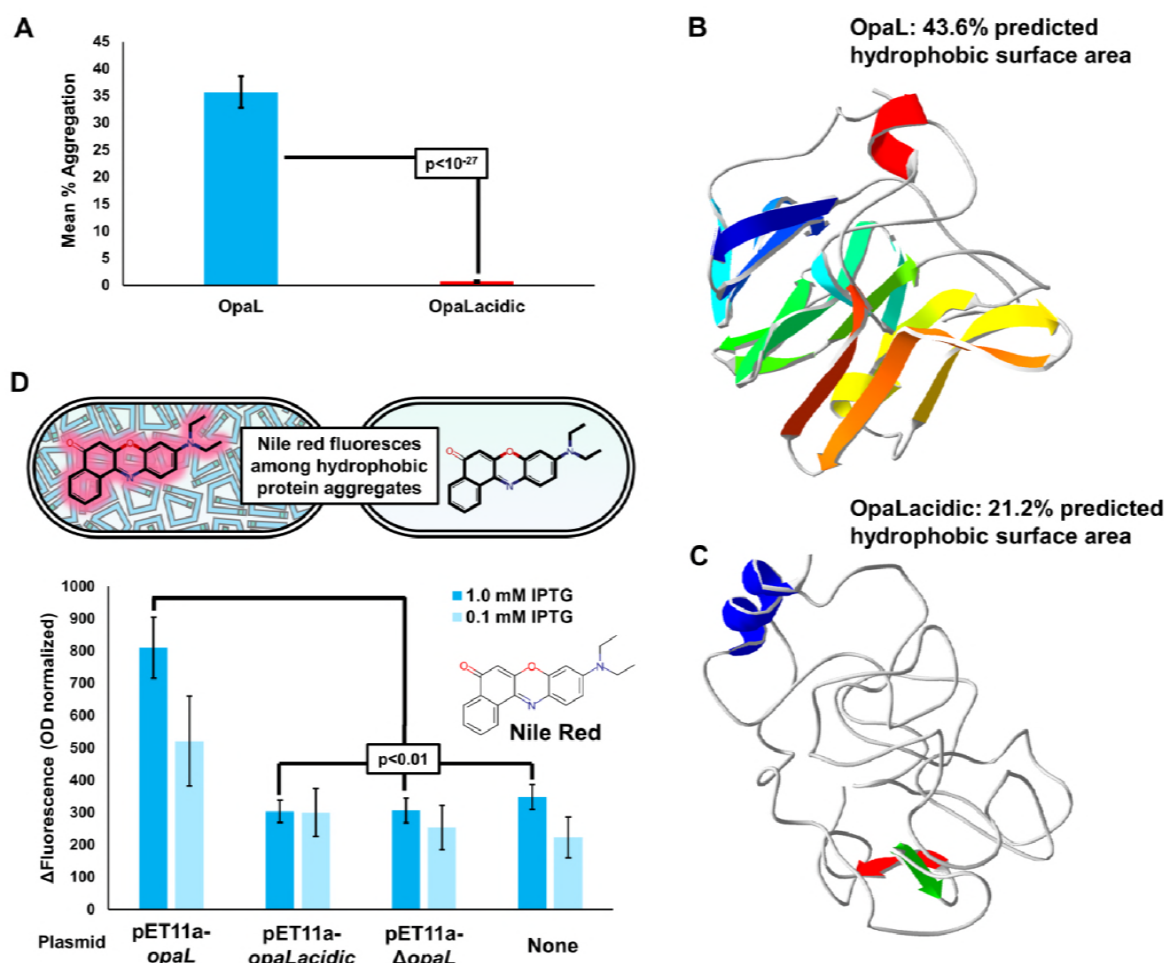 A
45
40
35
30
25
20
15
10
5
0
Mean % Aggregation
p<10⁻²⁷
OpaL
OpaLacidic
B
OpaL: 43.6% predicted
hydrophobic surface area
D
O
O
N
N
Nile red fluoresces
among hydrophobic
protein aggregates
O
O
N
N
OpaLacidic: 21.2% predicted
hydrophobic surface area
C
1000
900
800
700
600
500
400
300
200
100
0
ΔFluorescence (OD normalized)
1.0 mM IPTG
0.1 mM IPTG
O
O
N
N
Nile Red
p<0.01
Plasmid
pET11a-
opaL
pET11a-
opaLacidic
pET11a-
ΔopaL
None